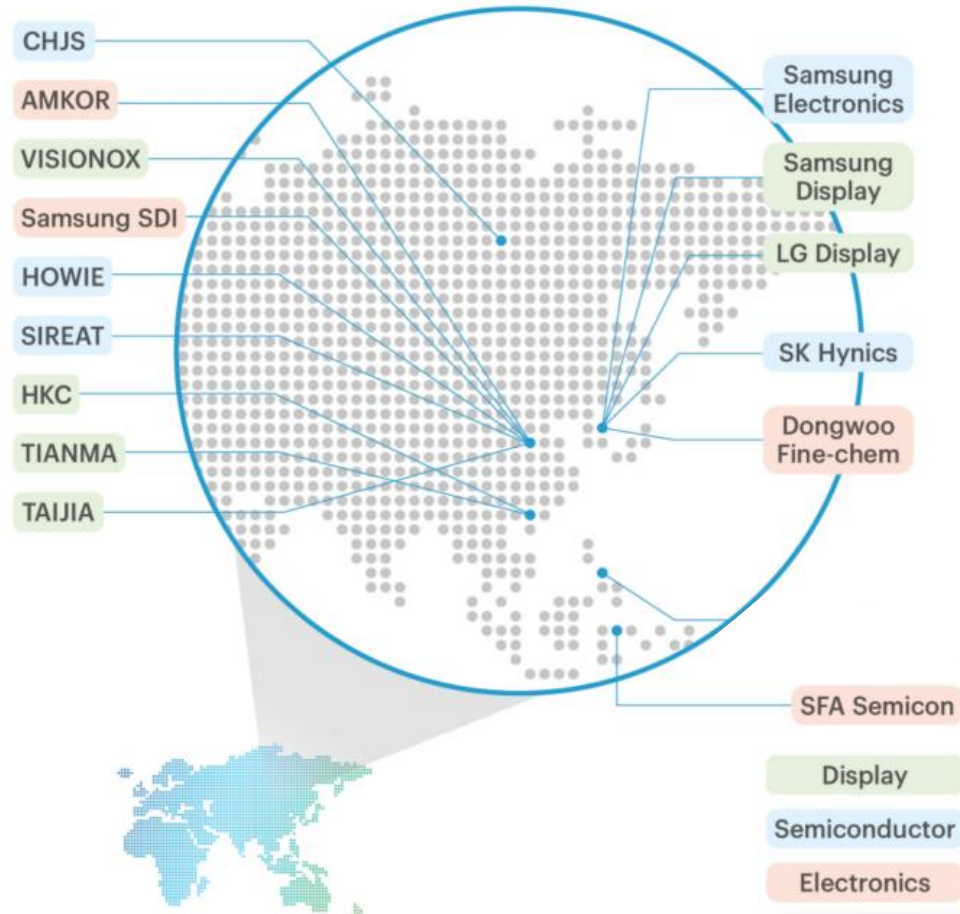 CHJS
AMKOR
VISIONOX
Samsung SDI
HOWIE
SIREAT
HKC
TIANMA
TAIJIA
Samsung
Electronics
Samsung
Display
LG Display
SK Hynics
Dongwoo
Fine-chem
SFA Semicon
Display
Semiconductor
Electronics